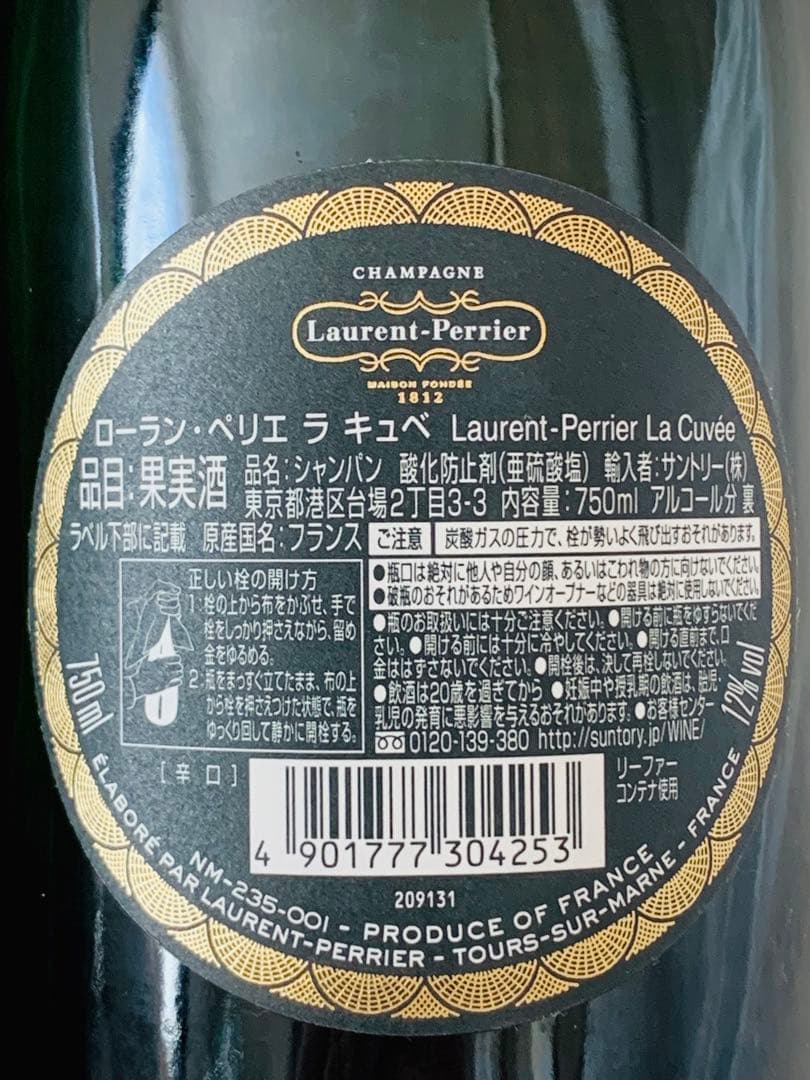 CHAMPAGNE
Laurent-Perrier
MAISON FONDÉE
1812
ローラン・ペリエ ラ キュベ Laurent-Perrier La Cuvée
品目:果実酒 品名:シャンパン 酸化防止剤(亜硫酸塩) 輸入者:サントリー(株)
東京都港区台場2丁目3-3 内容量:750ml アルコール分 裏
ラベル下部に記載 原産国名:フランス ご注意 炭酸ガスの圧力で、栓が勢いよく飛び出すおそれがあります。
●瓶口は絶対に他人や自分の顔、あるいはこわれ物の方に向けないでください。
●破瓶のおそれがあるためワインオープナーなどの器具は絶対に使用しないでください。
●瓶のお取扱いには十分ご注意ください。●開ける前に瓶をゆすらないでくだ
さい。●開ける前には十分に冷やしてください。●開ける直前まで、口
金ははずさないでください。●開栓後は、決して再栓しないでください。
●飲酒は20歳を過ぎてから ●妊娠中や授乳期の飲酒は、胎児、
乳児の発育に悪影響を与えるおそれがあります。●お客様センター
0120-139-380 http://suntory.jp/WINE/
正しい栓の開け方
1:栓の上から布をかぶせ、手で
栓をしっかり押さえながら、留め
金をゆるめる。
2:瓶をまっすぐ立てたまま、布の上
から栓を押さえつけた状態で、瓶を
ゆっくり回して静かに開栓する。
750ml
12% vol
[辛口]
リーファー
コンテナ使用
4 901777 304253
209131
NM-235-001 - PRODUCE OF FRANCE
ÉLABORÉ PAR LAURENT-PERRIER - TOURS-SUR-MARNE - FRANCE